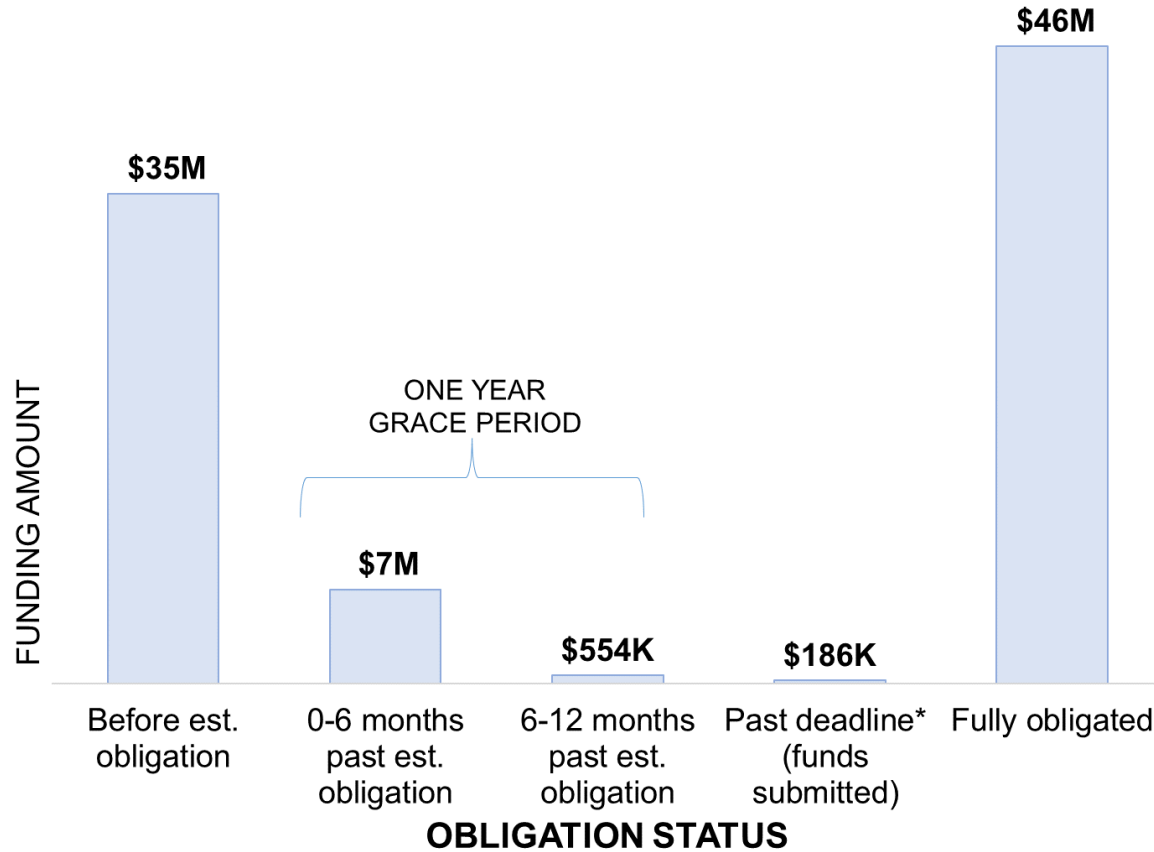 $46M
$35M
ONE YEAR
GRACE PERIOD
$7M
$554K
$186K
FUNDING AMOUNT
Before est.
obligation
0-6 months
past est.
obligation
6-12 months
past est.
obligation
Past deadline*
(funds
submitted)
Fully obligated
OBLIGATION STATUS